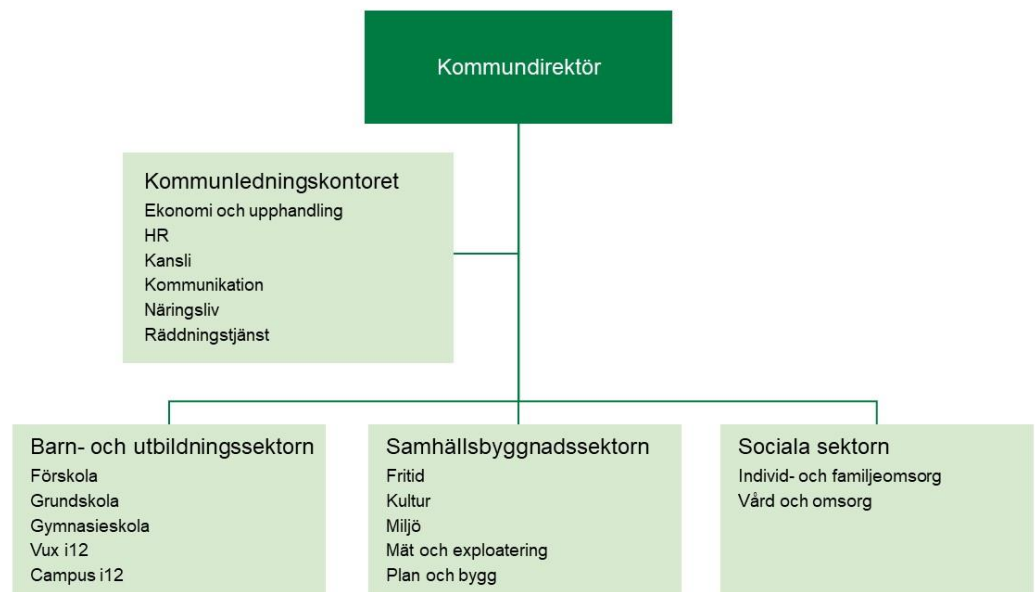 Kommundirektör
Kommunledningskontoret
Ekonomi och upphandling
HR
Kansli
Kommunikation
Näringsliv
Räddningstjänst
Barn- och utbildningssektorn
Förskola
Grundskola
Gymnasieskola
Vux i12
Campus i12
Samhällsbyggnadssektorn
Fritid
Kultur
Miljö
Mät och exploatering
Plan och bygg
Sociala sektorn
Individ- och familjeomsorg
Vård och omsorg